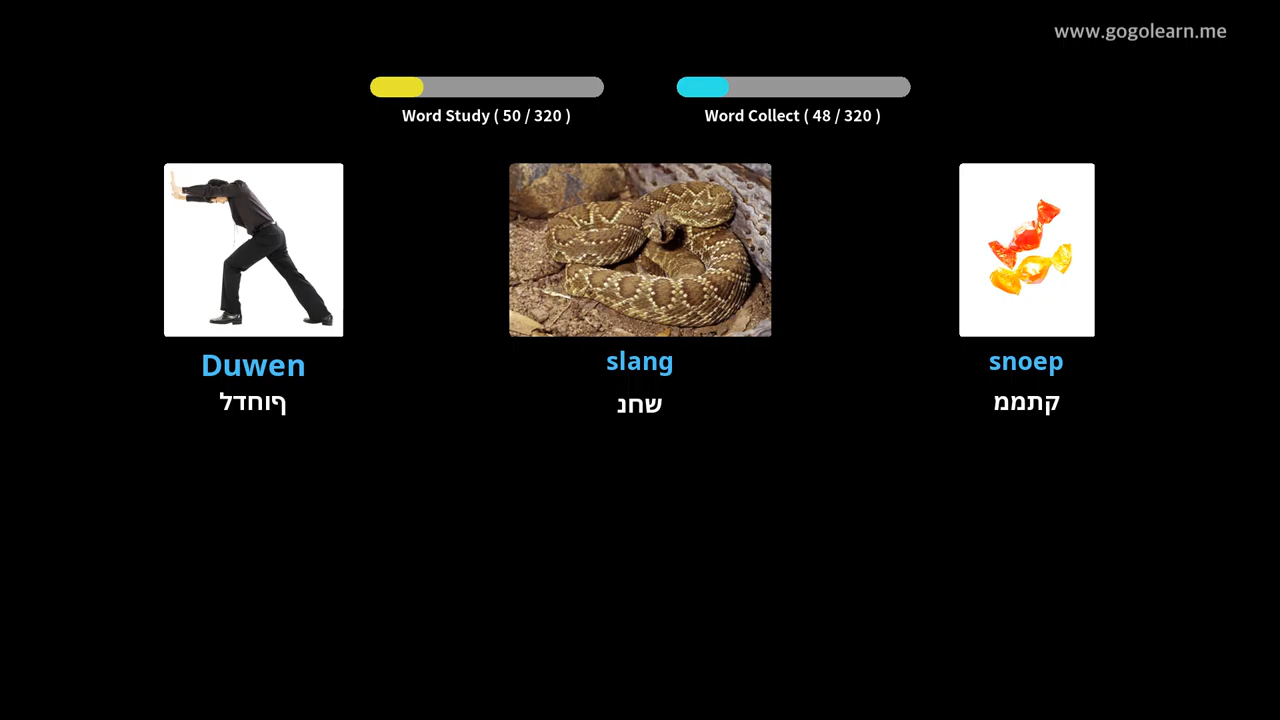 www.gogolearn.me
Word Study ( 50 / 320 )
Word Collect ( 48 / 320 )
Duwen
ףוחדל
slang
שחנ
snoep
קתממ